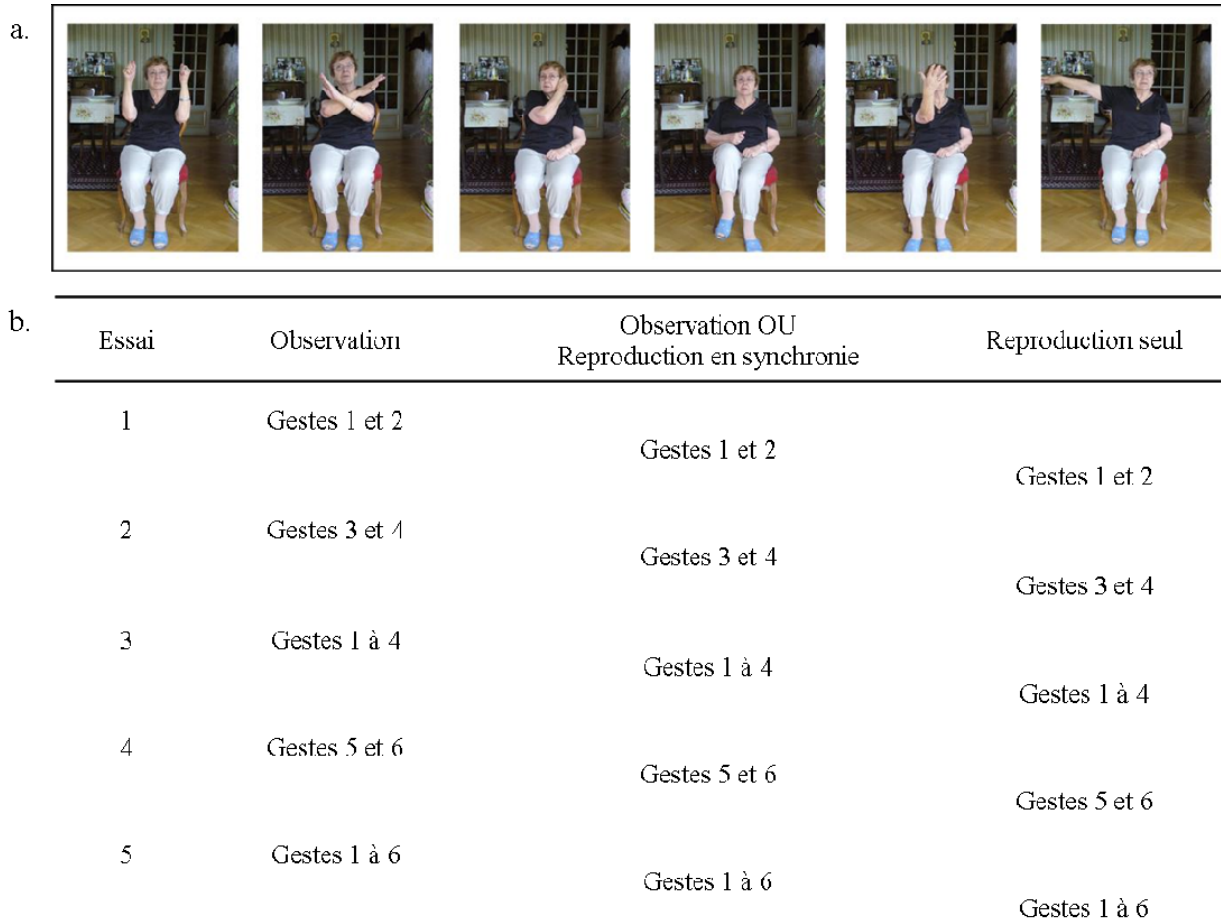 a.
b.
Essai Observation Observation OU Reproduction en synchronie Reproduction seul
1 Gestes 1 et 2
Gestes 1 et 2
Gestes 1 et 2
2 Gestes 3 et 4
Gestes 3 et 4
Gestes 3 et 4
3 Gestes 1 à 4
Gestes 1 à 4
Gestes 1 à 4
4 Gestes 5 et 6
Gestes 5 et 6
Gestes 5 et 6
5 Gestes 1 à 6
Gestes 1 à 6
Gestes 1 à 6